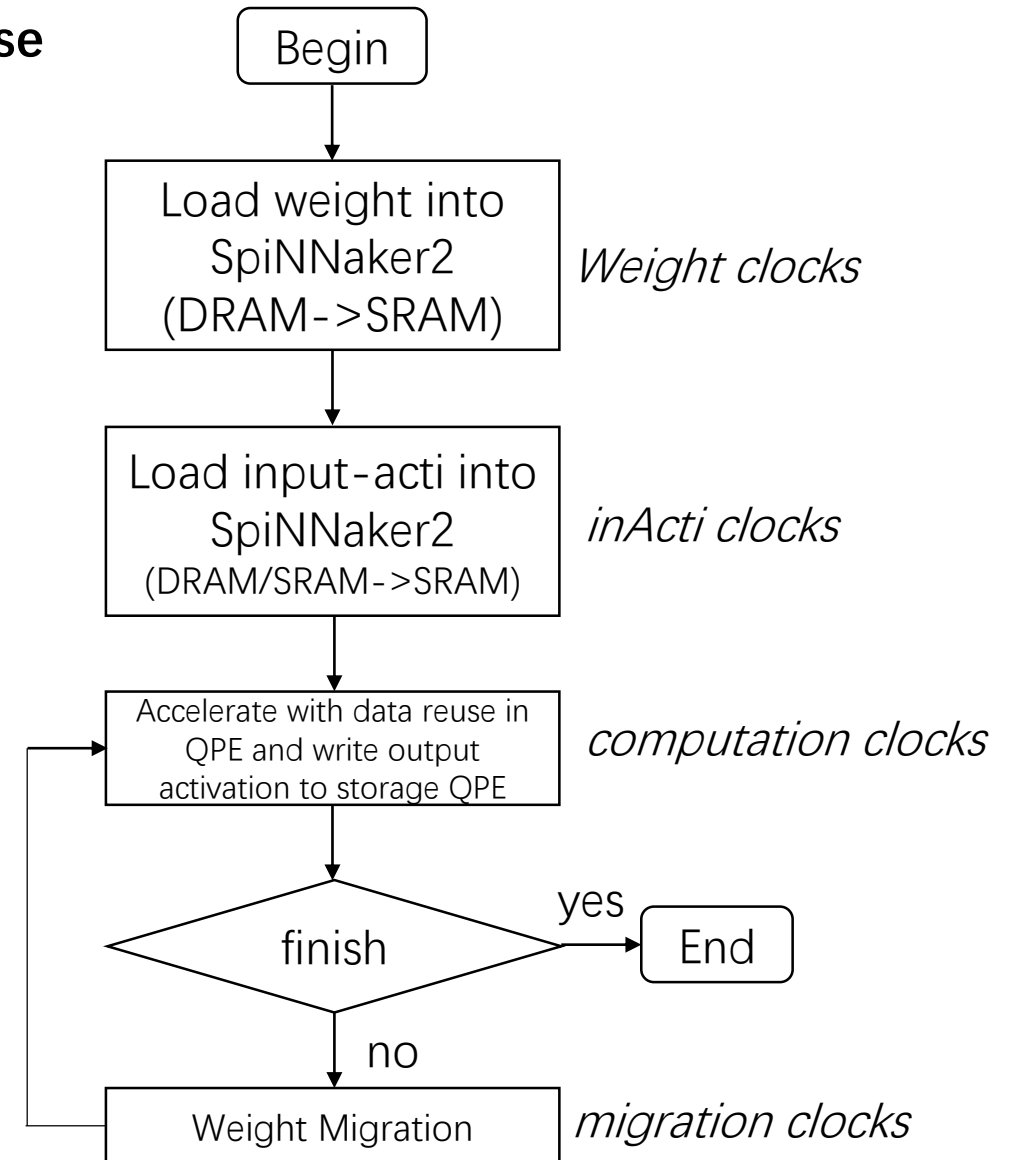 se
Begin
Load weight into
SpiNNaker2
(DRAM->SRAM)
Weight clocks
Load input-acti into
SpiNNaker2
(DRAM/SRAM->SRAM)
inActi clocks
Accelerate with data reuse in
QPE and write output
activation to storage QPE
computation clocks
finish
yes
End
no
Weight Migration
migration clocks